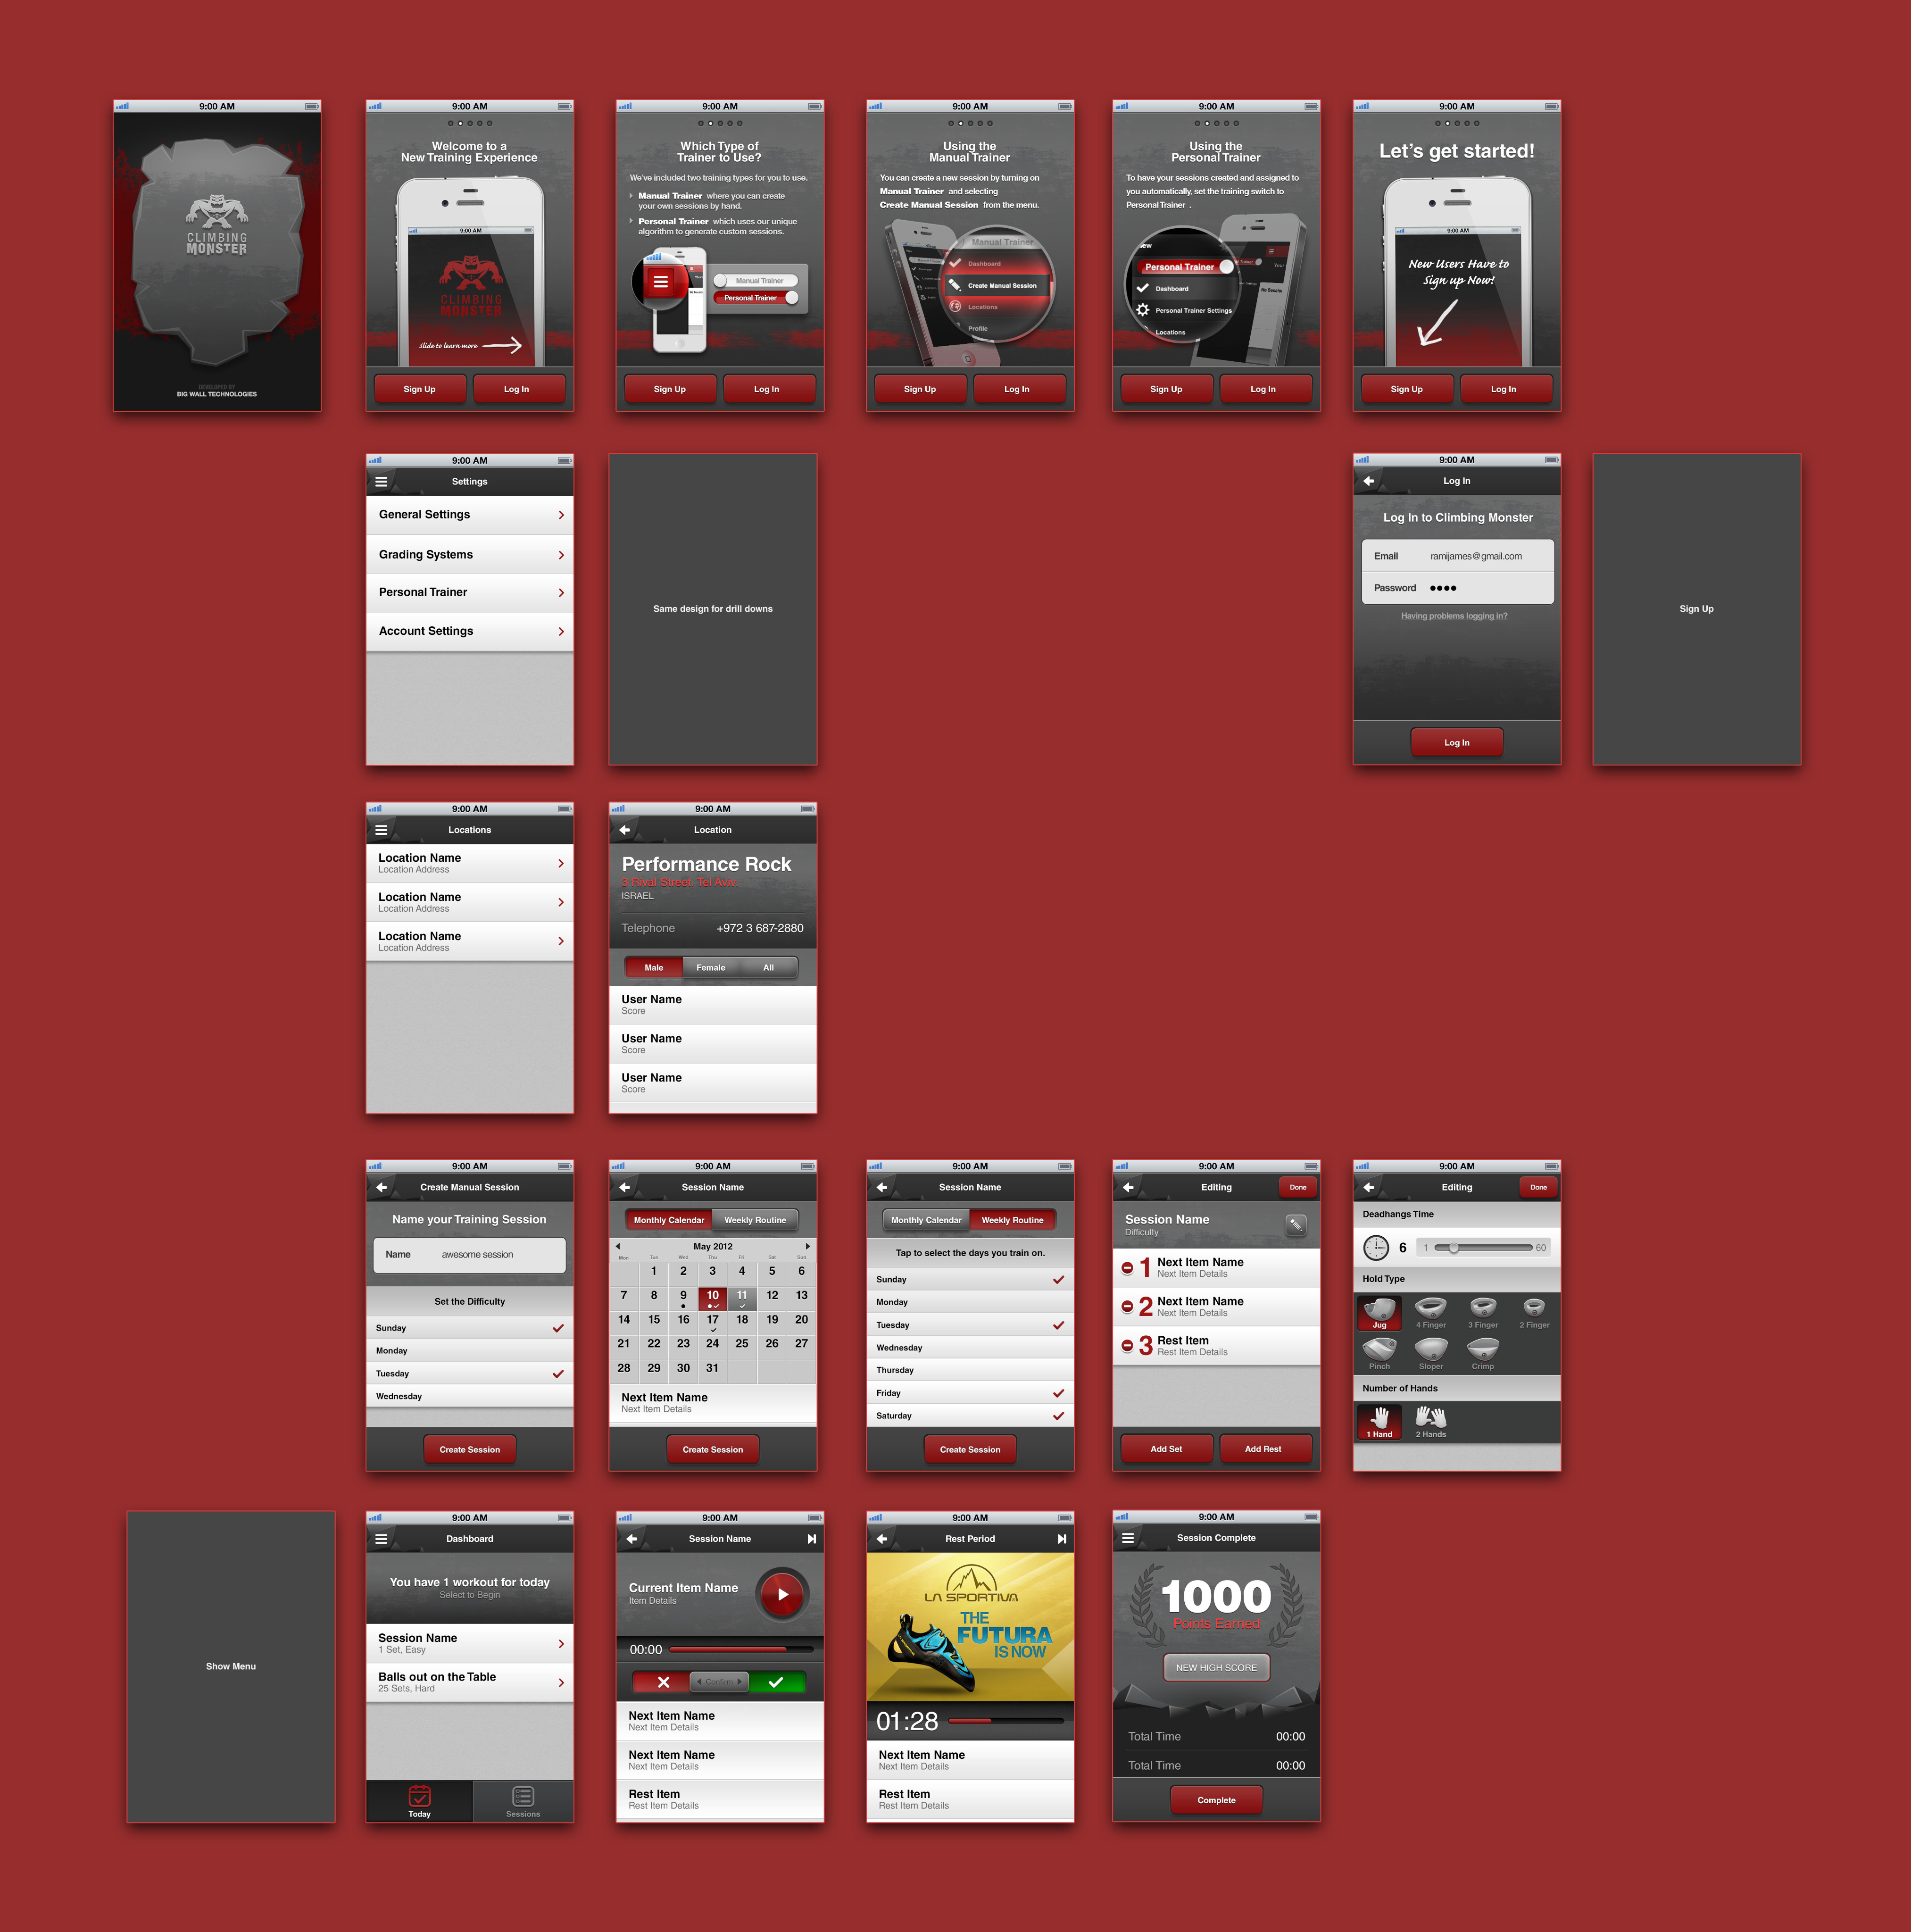 9:00 AM
CLIMBING
MONSTER
DEVELOPED BY
BIG WALL TECHNOLOGIES
9:00 AM
Welcome to a
New Training Experience
9:00 AM
CLIMBING
MONSTER
Slide to learn more
Sign Up
Log In
9:00 AM
Which Type of
Trainer to Use?
We've included two training types for you to use.
Manual Trainer where you can create
your own sessions by hand.
Personal Trainer which uses our unique
algorithm to generate custom sessions.
Manual Trainer
Personal Trainer
Sign Up
Log In
9:00 AM
Using the
Manual Trainer
You can create a new session by turning on
Manual Trainer and selecting
Create Manual Session from the menu.
Manual Trainer
Dashboard
Create Manual Session
Locations
Profile
Sign Up
Log In
9:00 AM
Using the
Personal Trainer
To have your sessions created and assigned to
you automatically, set the training switch to
Personal Trainer .
Personal Trainer
Dashboard
Personal Trainer Settings
Locations
Sign Up
Log In
9:00 AM
Let's get started!
9:00 AM
New Users Have to
Sign up Now!
Sign Up
Log In
9:00 AM
Settings
General Settings
Grading Systems
Personal Trainer
Account Settings
Same design for drill downs
9:00 AM
Log In
Log In to Climbing Monster
Email ramijames@gmail.com
Password ●●●●
Having problems logging in?
Log In
Sign Up
9:00 AM
Locations
Location Name
Location Address
Location Name
Location Address
Location Name
Location Address
9:00 AM
Location
Performance Rock
3 Rival Street, Tel Aviv
ISRAEL
Telephone +972 3 687-2880
Male Female All
User Name
Score
User Name
Score
User Name
Score
9:00 AM
Create Manual Session
Name your Training Session
Name awesome session
Set the Difficulty
Sunday
Monday
Tuesday
Wednesday
Create Session
9:00 AM
Session Name
Monthly Calendar Weekly Routine
May 2012
Mon Tue Wed Thu Fri Sat Sun
1 2 3 4 5 6
7 8 9 10 11 12 13
14 15 16 17 18 19 20
21 22 23 24 25 26 27
28 29 30 31
Next Item Name
Next Item Details
Create Session
9:00 AM
Session Name
Monthly Calendar Weekly Routine
Tap to select the days you train on.
Sunday
Monday
Tuesday
Wednesday
Thursday
Friday
Saturday
Create Session
9:00 AM
Editing Done
Session Name
Difficulty
1 Next Item Name
Next Item Details
2 Next Item Name
Next Item Details
3 Rest Item
Rest Item Details
Add Set
Add Rest
9:00 AM
Editing Done
Deadhangs Time
6 1 60
Hold Type
Jug 4 Finger 3 Finger 2 Finger
Pinch Sloper Crimp
Number of Hands
1 Hand 2 Hands
Show Menu
9:00 AM
Dashboard
You have 1 workout for today
Select to Begin
Session Name
1 Set, Easy
Balls out on the Table
25 Sets, Hard
Today Sessions
9:00 AM
Session Name
Current Item Name
Item Details
00:00
Confirm
Next Item Name
Next Item Details
Next Item Name
Next Item Details
Rest Item
Rest Item Details
9:00 AM
Rest Period
LA SPORTIVA
THE
FUTURA
IS NOW
01:28
Next Item Name
Next Item Details
Rest Item
Rest Item Details
9:00 AM
Session Complete
1000
Points Earned
NEW HIGH SCORE
Total Time 00:00
Total Time 00:00
Complete